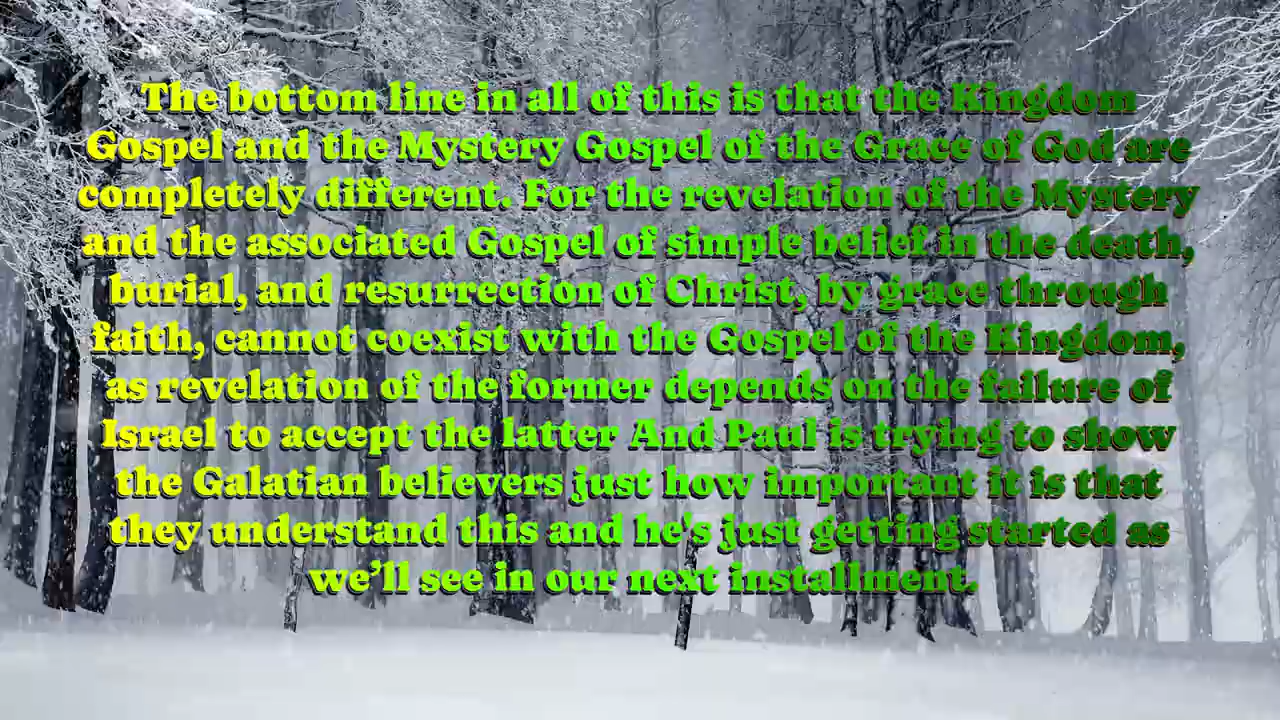 The bottom line in all of this is that the Kingdom
Gospel and the Mystery Gospel of the Grace of God are
completely different. For the revelation of the Mystery
and the associated Gospel of simple belief in the death,
burial, and resurrection of Christ, by grace through
faith, cannot coexist with the Gospel of the Kingdom,
as revelation of the former depends on the failure of
Israel to accept the latter And Paul is trying to show
the Galatian believers just how important it is that
they understand this and he's just getting started as
we’ll see in our next installment.